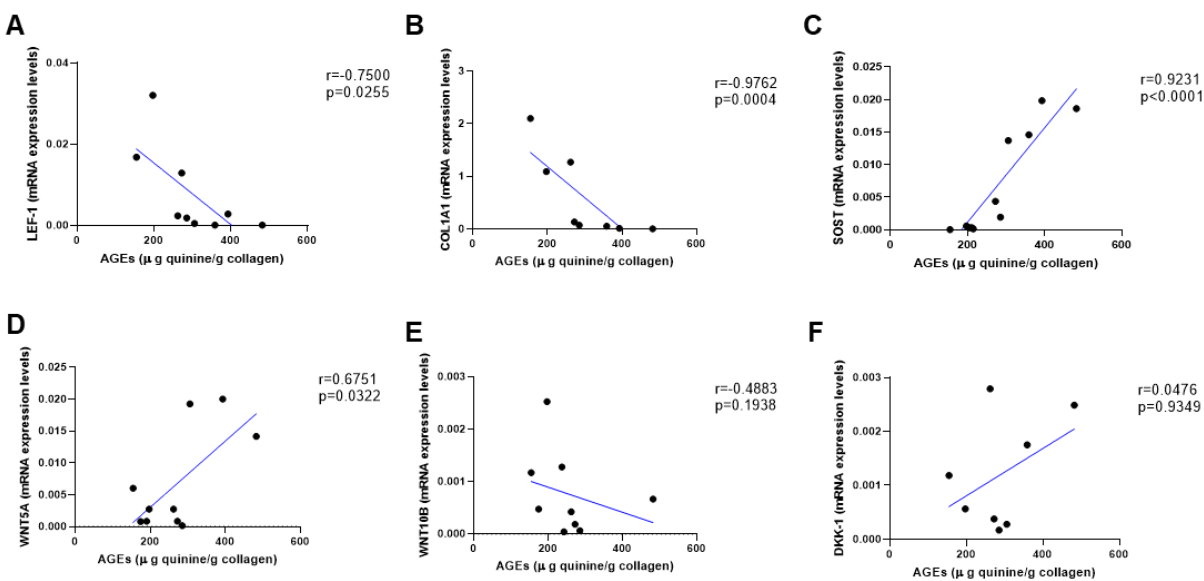 A
LEF-1 (mRNA expression levels)
0.04
0.02
0.00
0
200
400
600
AGEs (μ g quinine/g collagen)
r=-0.7500
p=0.0255
B
COL1A1 (mRNA expression levels)
3
2
1
0
0
200
400
600
AGEs (μ g quinine/g collagen)
r=-0.9762
p=0.0004
C
SOST (mRNA expression levels)
0.025
0.020
0.015
0.010
0.005
0.000
0
200
400
600
AGEs (μ g quinine/g collagen)
r=0.9231
p<0.0001
D
WNT5A (mRNA expression levels)
0.025
0.020
0.015
0.010
0.005
0.000
0
200
400
600
AGEs (μ g quinine/g collagen)
r=0.6751
p=0.0322
E
WNT10B (mRNA expression levels)
0.003
0.002
0.001
0.000
0
200
400
600
AGEs (μ g quinine/g collagen)
r=-0.4883
p=0.1938
F
DKK-1 (mRNA expression levels)
0.003
0.002
0.001
0.000
0
200
400
600
AGEs (μ g quinine/g collagen)
r=0.0476
p=0.9349